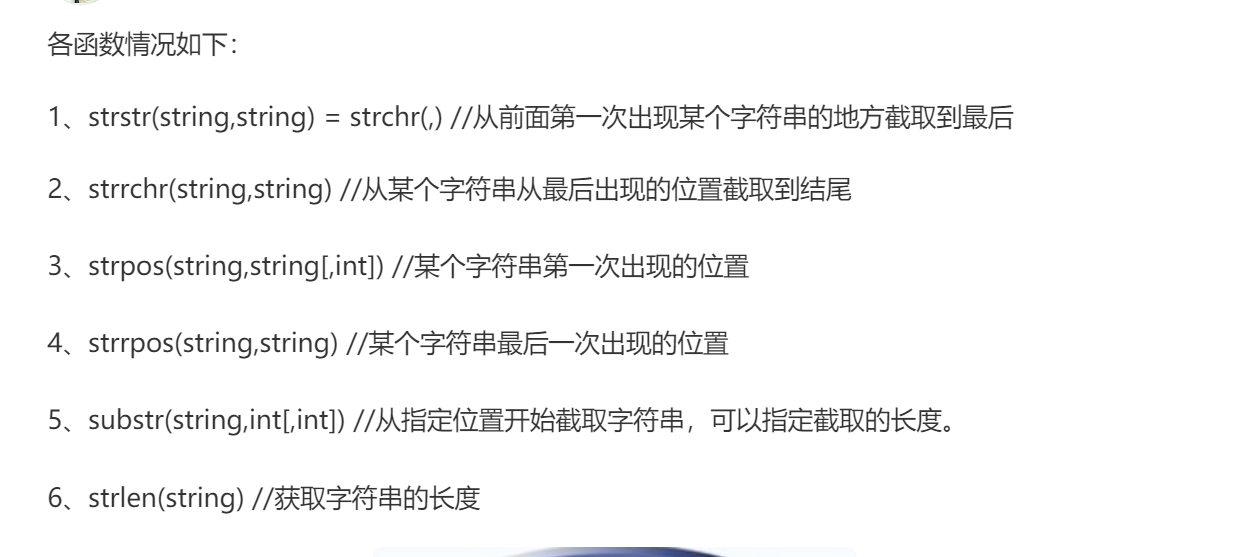 各函数情况如下：
1、strstr(string,string) = strchr(,) //从前面第一次出现某个字符串的地方截取到最后
2、strrchr(string,string) //从某个字符串从最后出现的位置截取到结尾
3、strpos(string,string[,int]) //某个字符串第一次出现的位置
4、strrpos(string,string) //某个字符串最后一次出现的位置
5、substr(string,int[,int]) //从指定位置开始截取字符串，可以指定截取的长度。
6、strlen(string) //获取字符串的长度